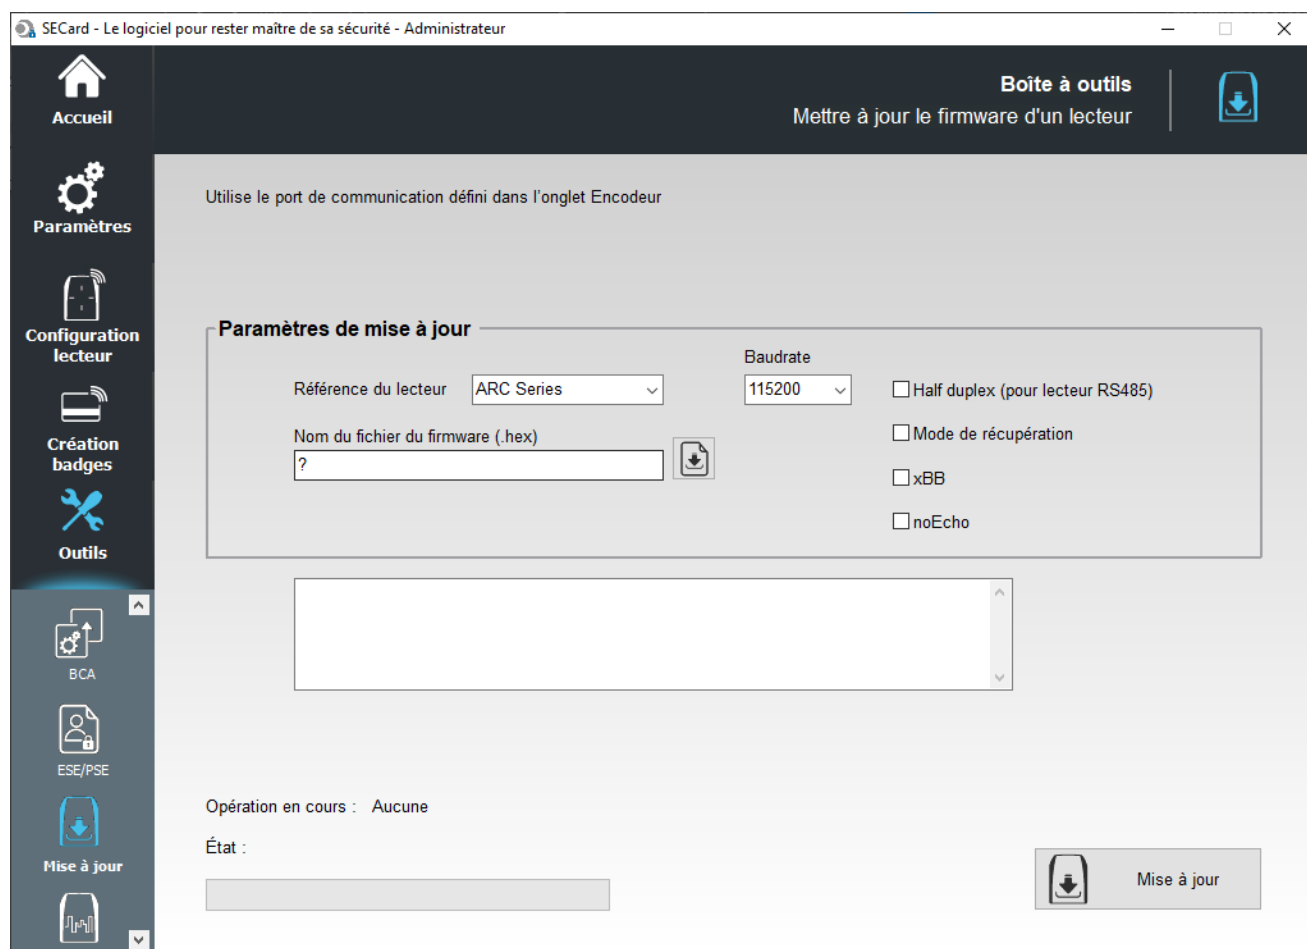 SECard - Le logiciel pour rester maître de sa sécurité - Administrateur
Accueil
Boîte à outils
Mettre à jour le firmware d'un lecteur
Paramètres
Utilise le port de communication défini dans l'onglet Encodeur
Configuration
lecteur
Paramètres de mise à jour
Baudrate
Référence du lecteur ARC Series 115200 Half duplex (pour lecteur RS485)
Nom du fichier du firmware (.hex) Mode de récupération
?
xBB
noEcho
Création
badges
Outils
BCA
ESE/PSE
Mise à jour
Opération en cours : Aucune
État :
Mise à jour